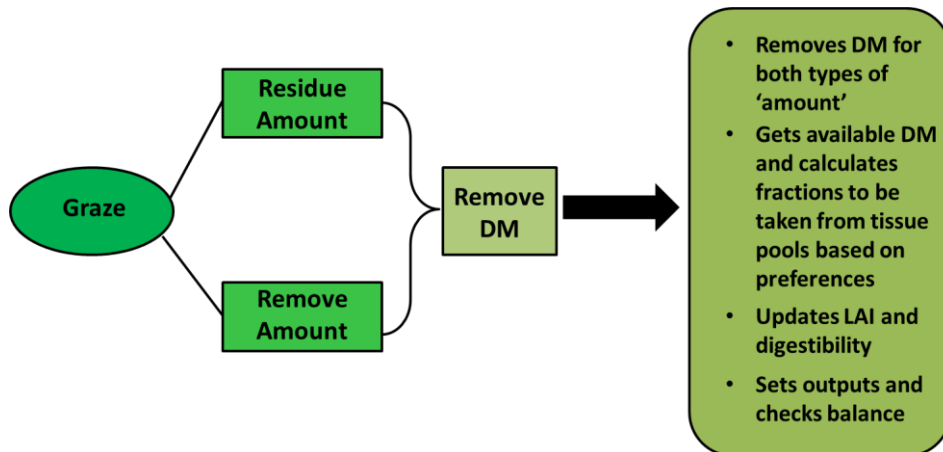 Graze
Residue
Amount
Remove
Amount
Remove
DM
• Removes DM for
both types of
‘amount’
• Gets available DM
and calculates
fractions to be
taken from tissue
pools based on
preferences
• Updates LAI and
digestibility
• Sets outputs and
checks balance